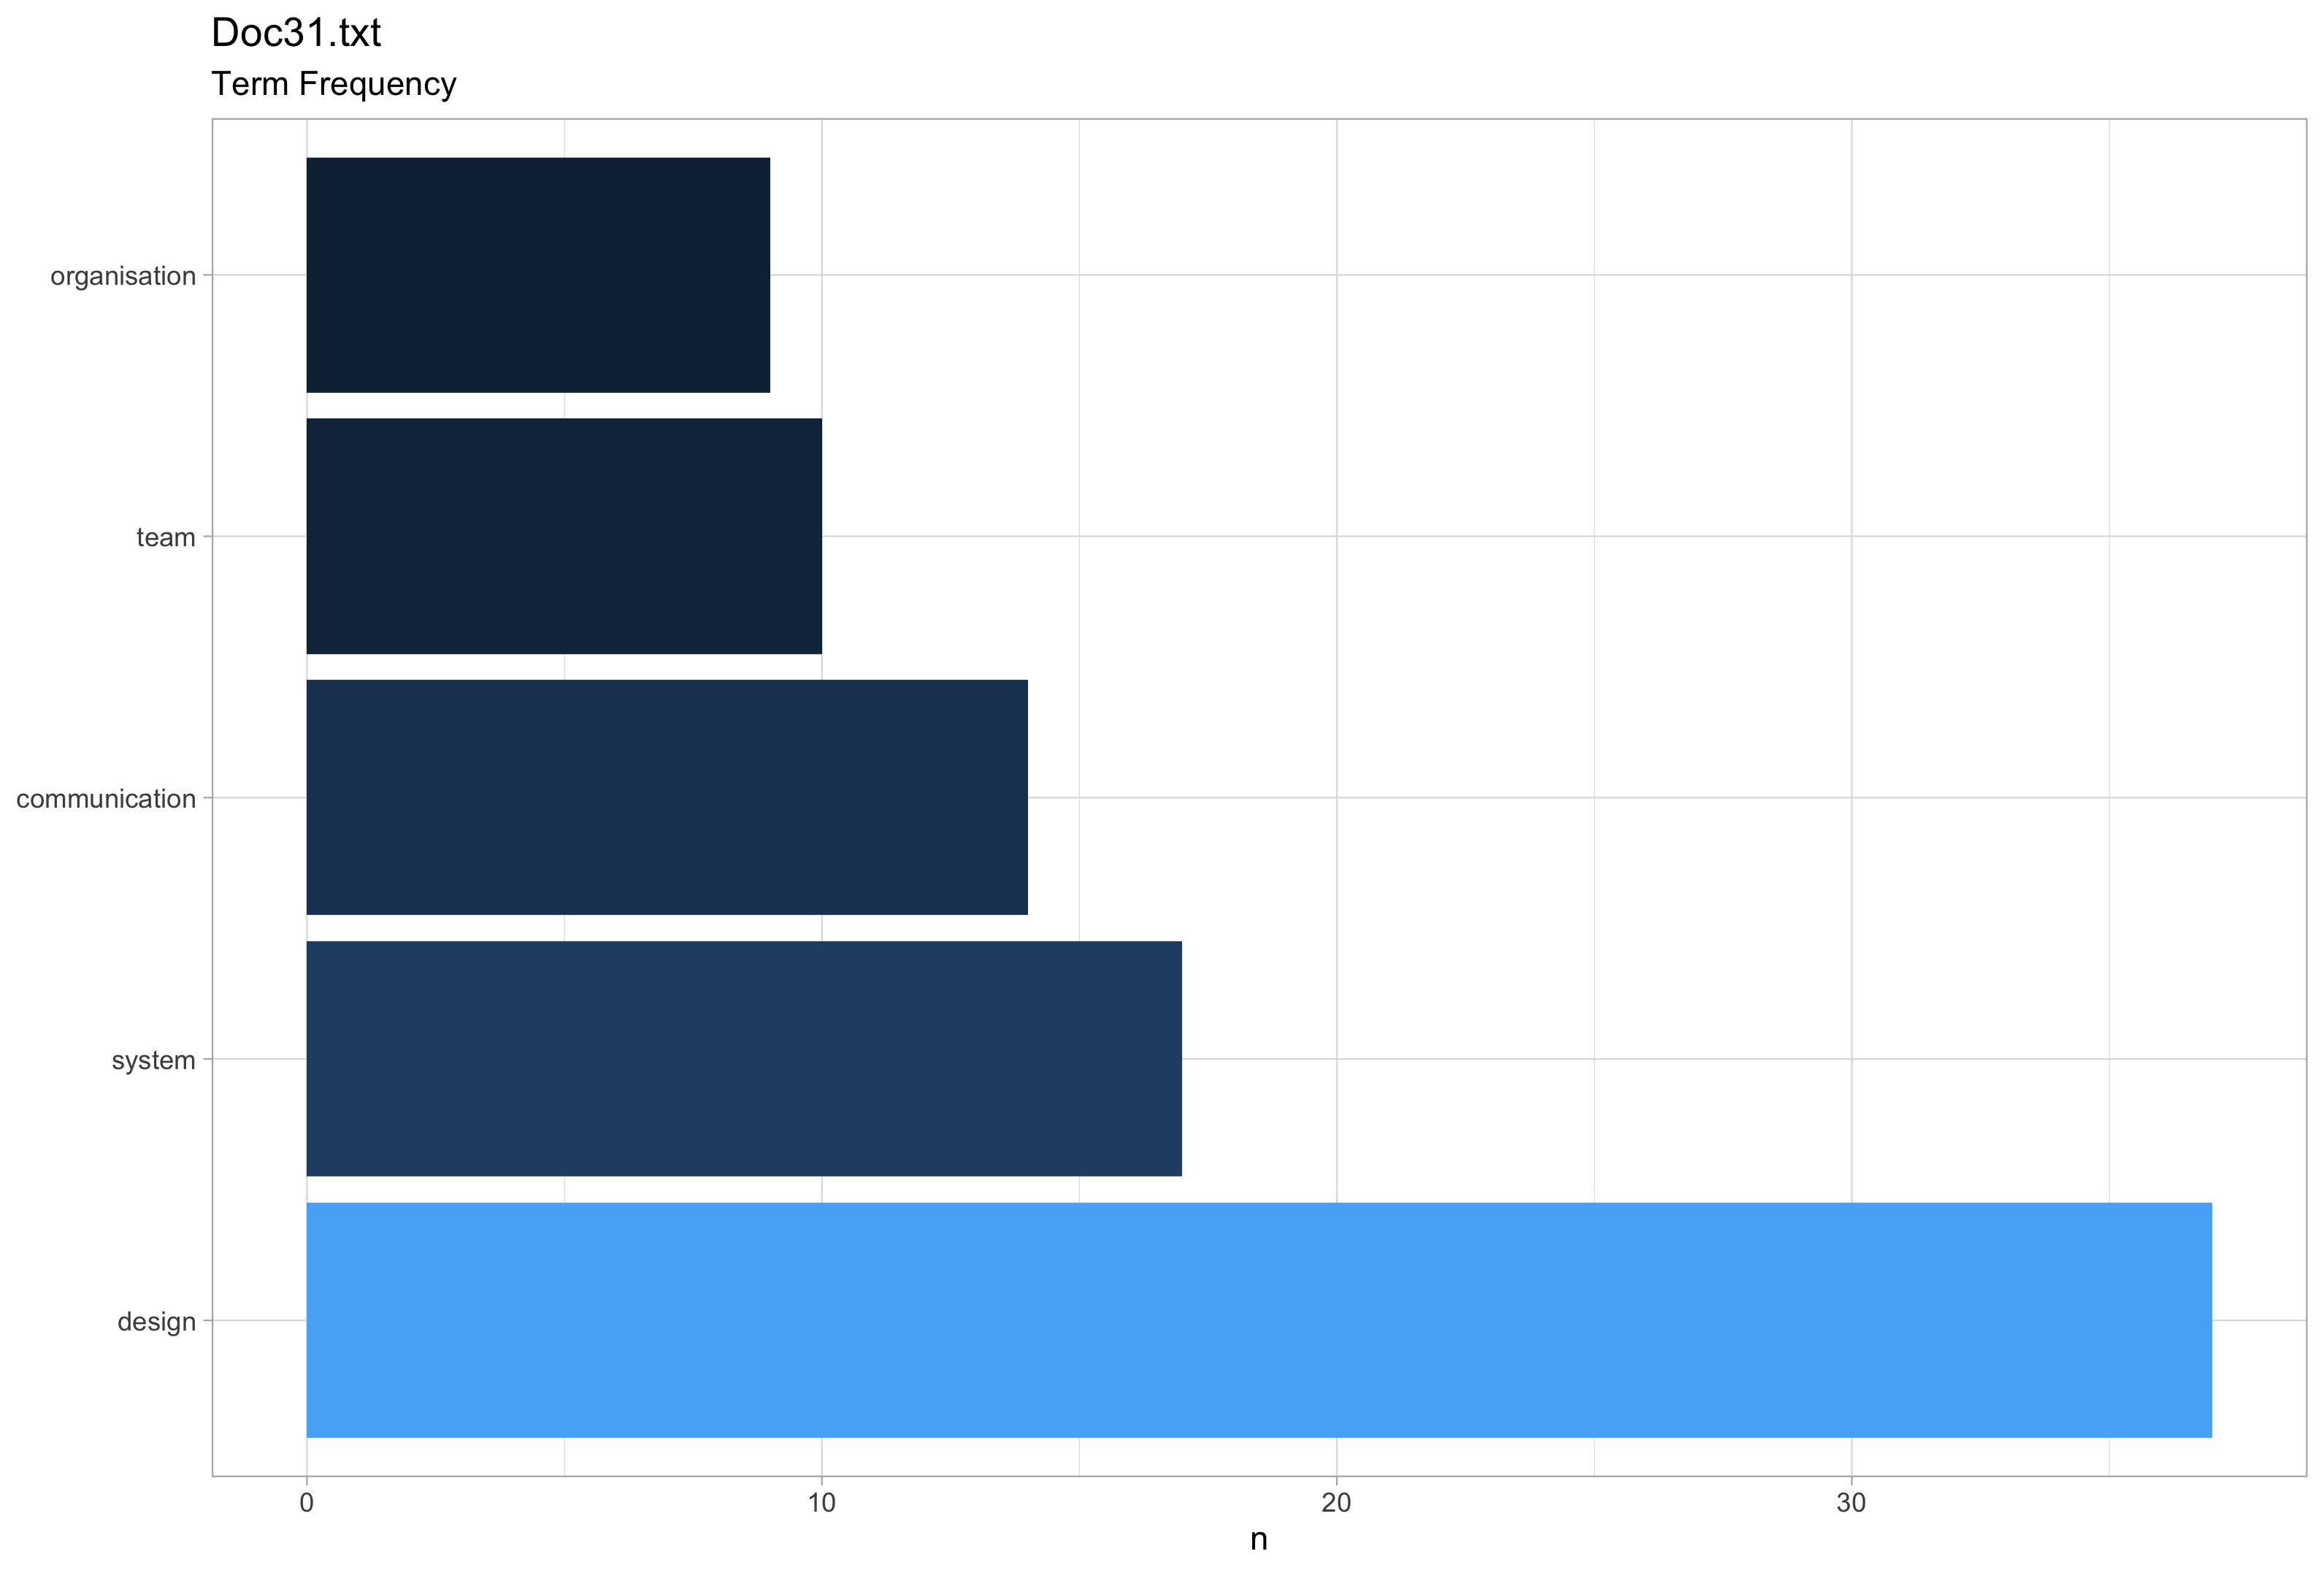 Doc31.txt
Term Frequency
organisation
team
communication
system
design
0 10 20 30
n